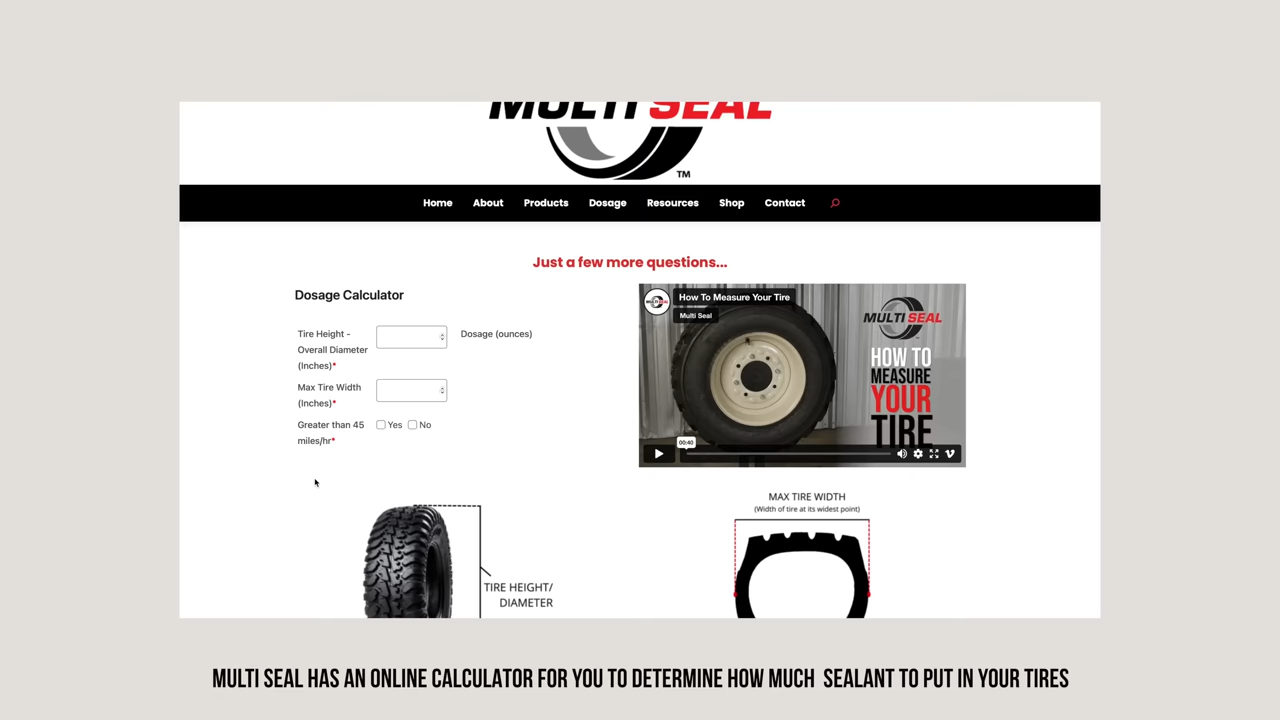 MULTI SEAL
TM
Home About Products Dosage Resources Shop Contact
Just a few more questions...
Dosage Calculator
Tire Height -
Overall Diameter
(Inches)*
Dosage (ounces)
Max Tire Width
(Inches)*
Greater than 45
miles/hr*
Yes No
How To Measure Your Tire
Multi Seal
MULTI SEAL
HOW TO
MEASURE
YOUR
TIRE
00:40
TIRE HEIGHT/
DIAMETER
MAX TIRE WIDTH
(Width of tire at its widest point)
MULTI SEAL HAS AN ONLINE CALCULATOR FOR YOU TO DETERMINE HOW MUCH SEALANT TO PUT IN YOUR TIRES